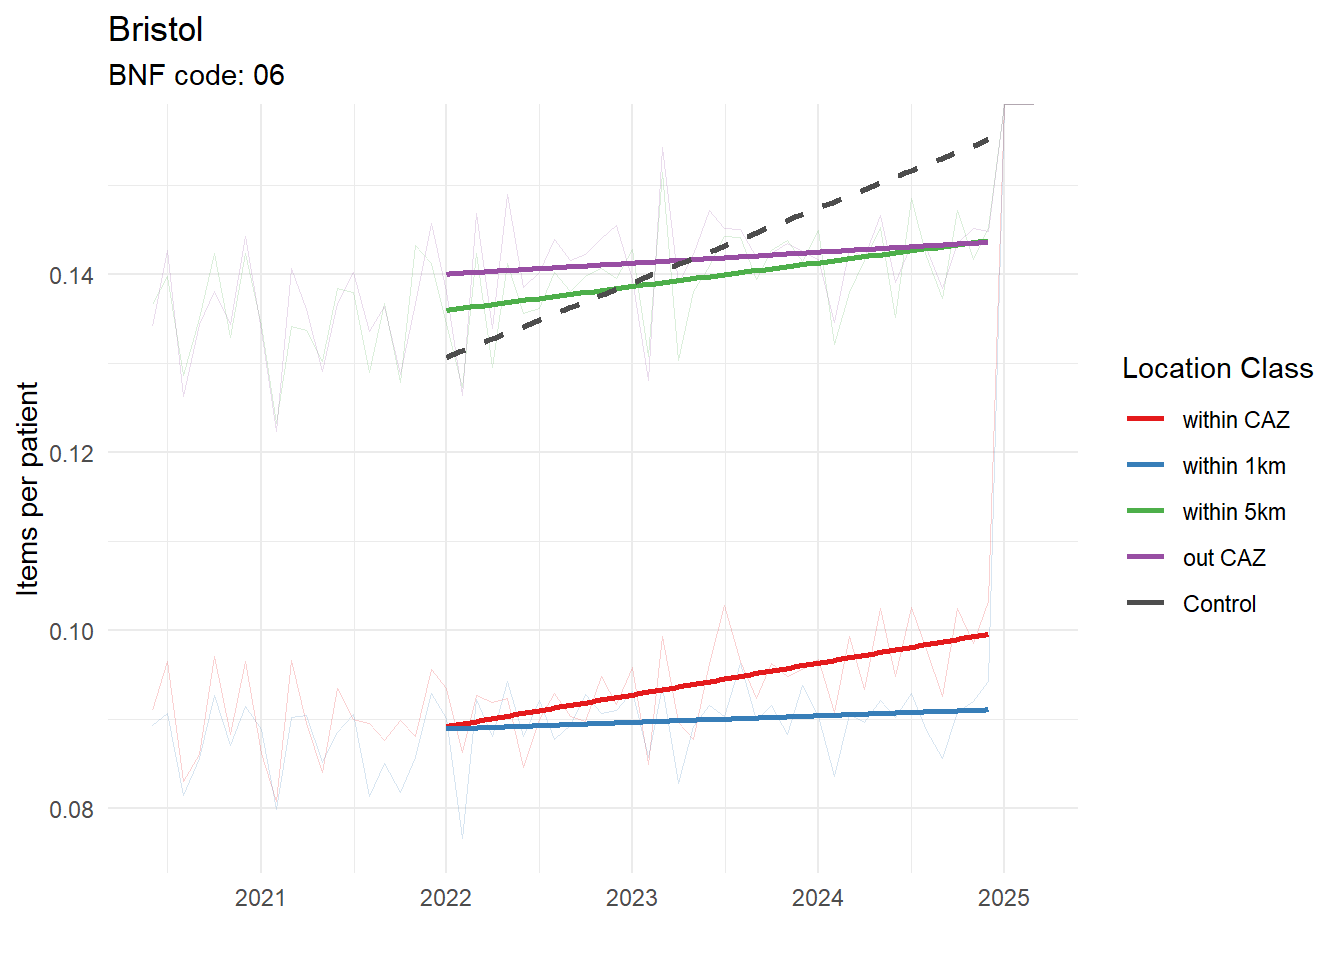 Bristol
BNF code: 06
Items per patient
0.14
0.12
0.10
0.08
2021
2022
2023
2024
2025
Location Class
within CAZ
within 1km
within 5km
out CAZ
Control